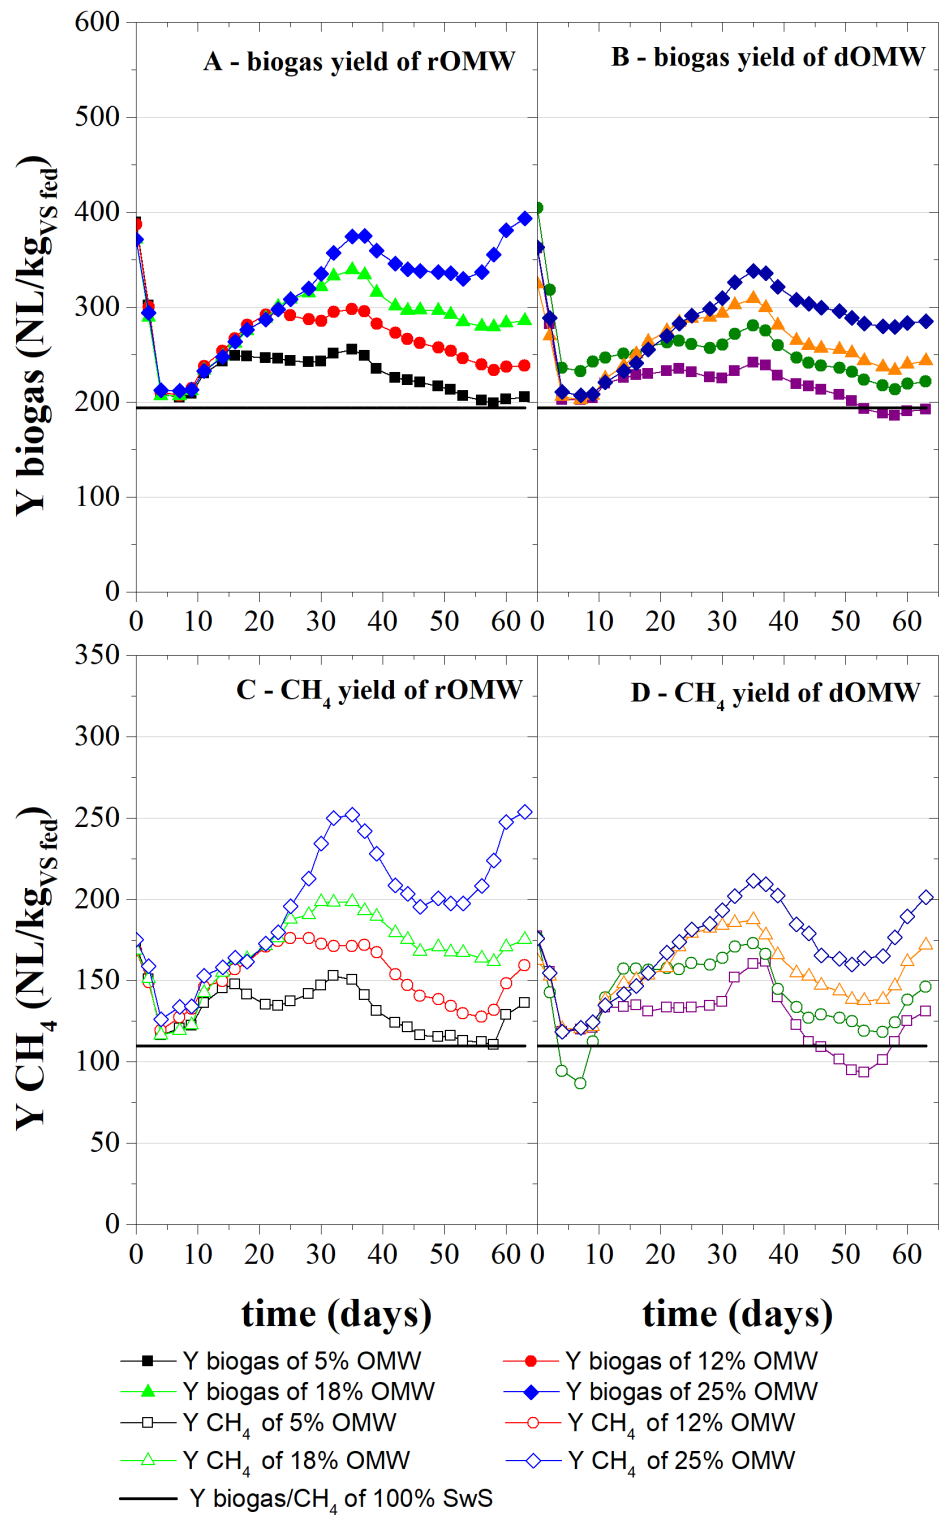 A - biogas yield of rOMW
B - biogas yield of dOMW
Y biogas (NL/kgVS fed)
600
500
400
300
200
100
0
0 10 20 30 40 50 60
0 10 20 30 40 50 60
C - CH4 yield of rOMW
D - CH4 yield of dOMW
Y CH4 (NL/kgVS fed)
350
300
250
200
150
100
50
0
0 10 20 30 40 50 60
0 10 20 30 40 50 60
time (days)
time (days)
Y biogas of 5% OMW
Y biogas of 12% OMW
Y biogas of 18% OMW
Y biogas of 25% OMW
Y CH4 of 5% OMW
Y CH4 of 12% OMW
Y CH4 of 18% OMW
Y CH4 of 25% OMW
Y biogas/CH4 of 100% SwS